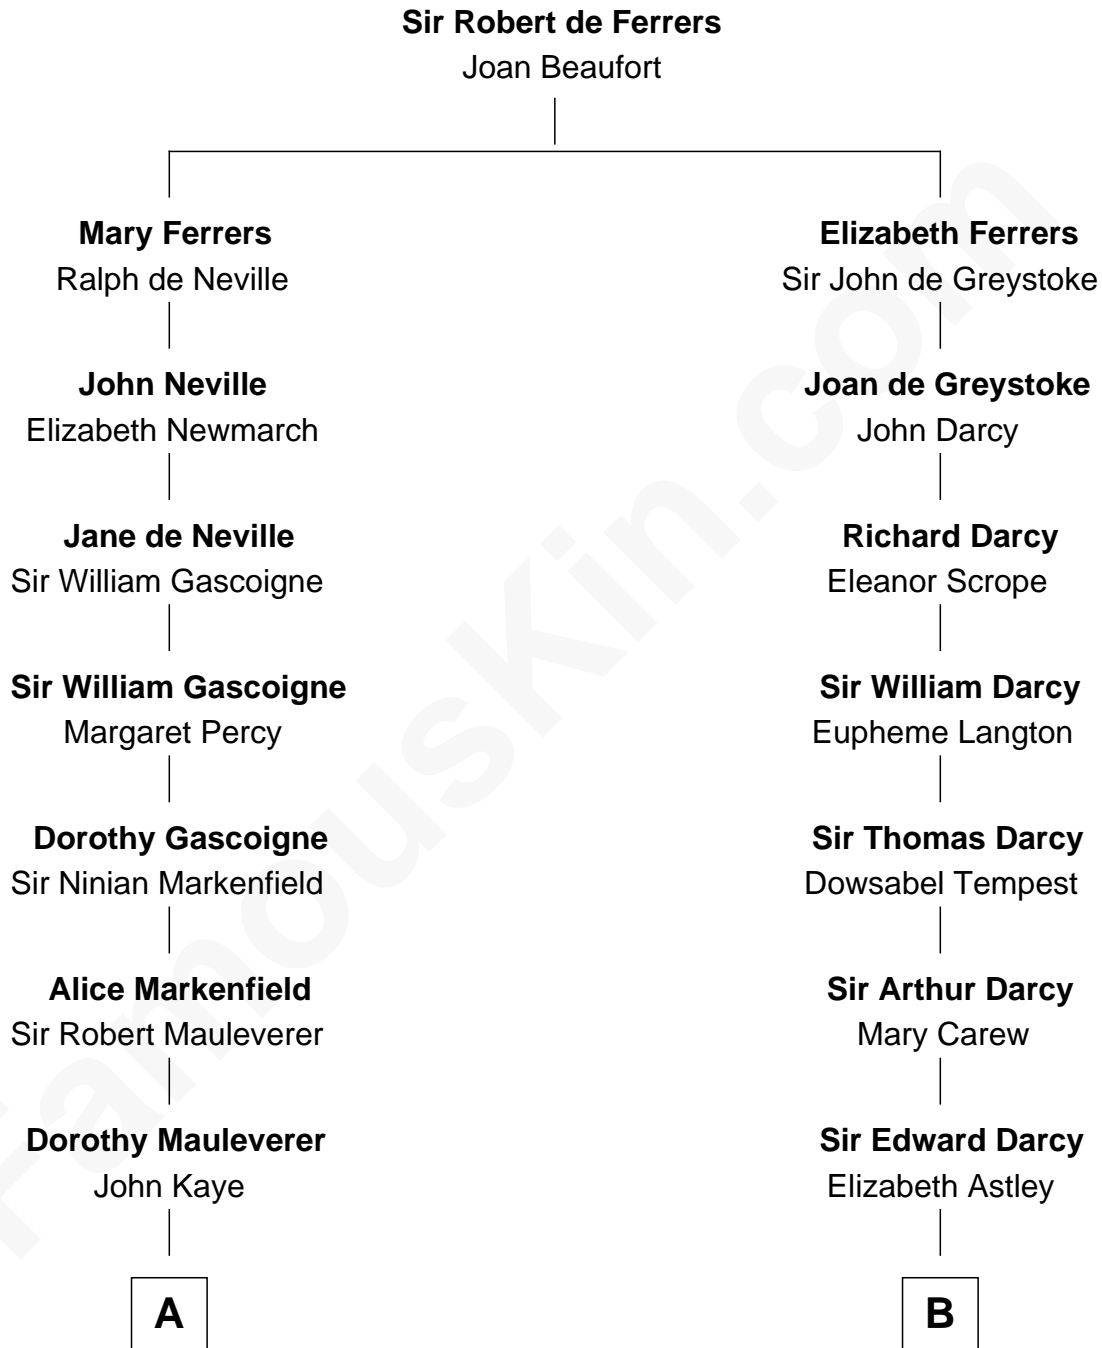 Sir Robert de Ferrers
Joan Beaufort
Mary Ferrers
Ralph de Neville
Elizabeth Ferrers
Sir John de Greystoke
John Neville
Elizabeth Newmarch
Joan de Greystoke
John Darcy
Jane de Neville
Sir William Gascoigne
Richard Darcy
Eleanor Scrope
Sir William Gascoigne
Margaret Percy
Sir William Darcy
Eupheme Langton
Dorothy Gascoigne
Sir Ninian Markenfield
Sir Thomas Darcy
Dowsabel Tempest
Alice Markenfield
Sir Robert Mauleverer
Sir Arthur Darcy
Mary Carew
Dorothy Mauleverer
John Kaye
Sir Edward Darcy
Elizabeth Astley
A
B
FamousKin.com